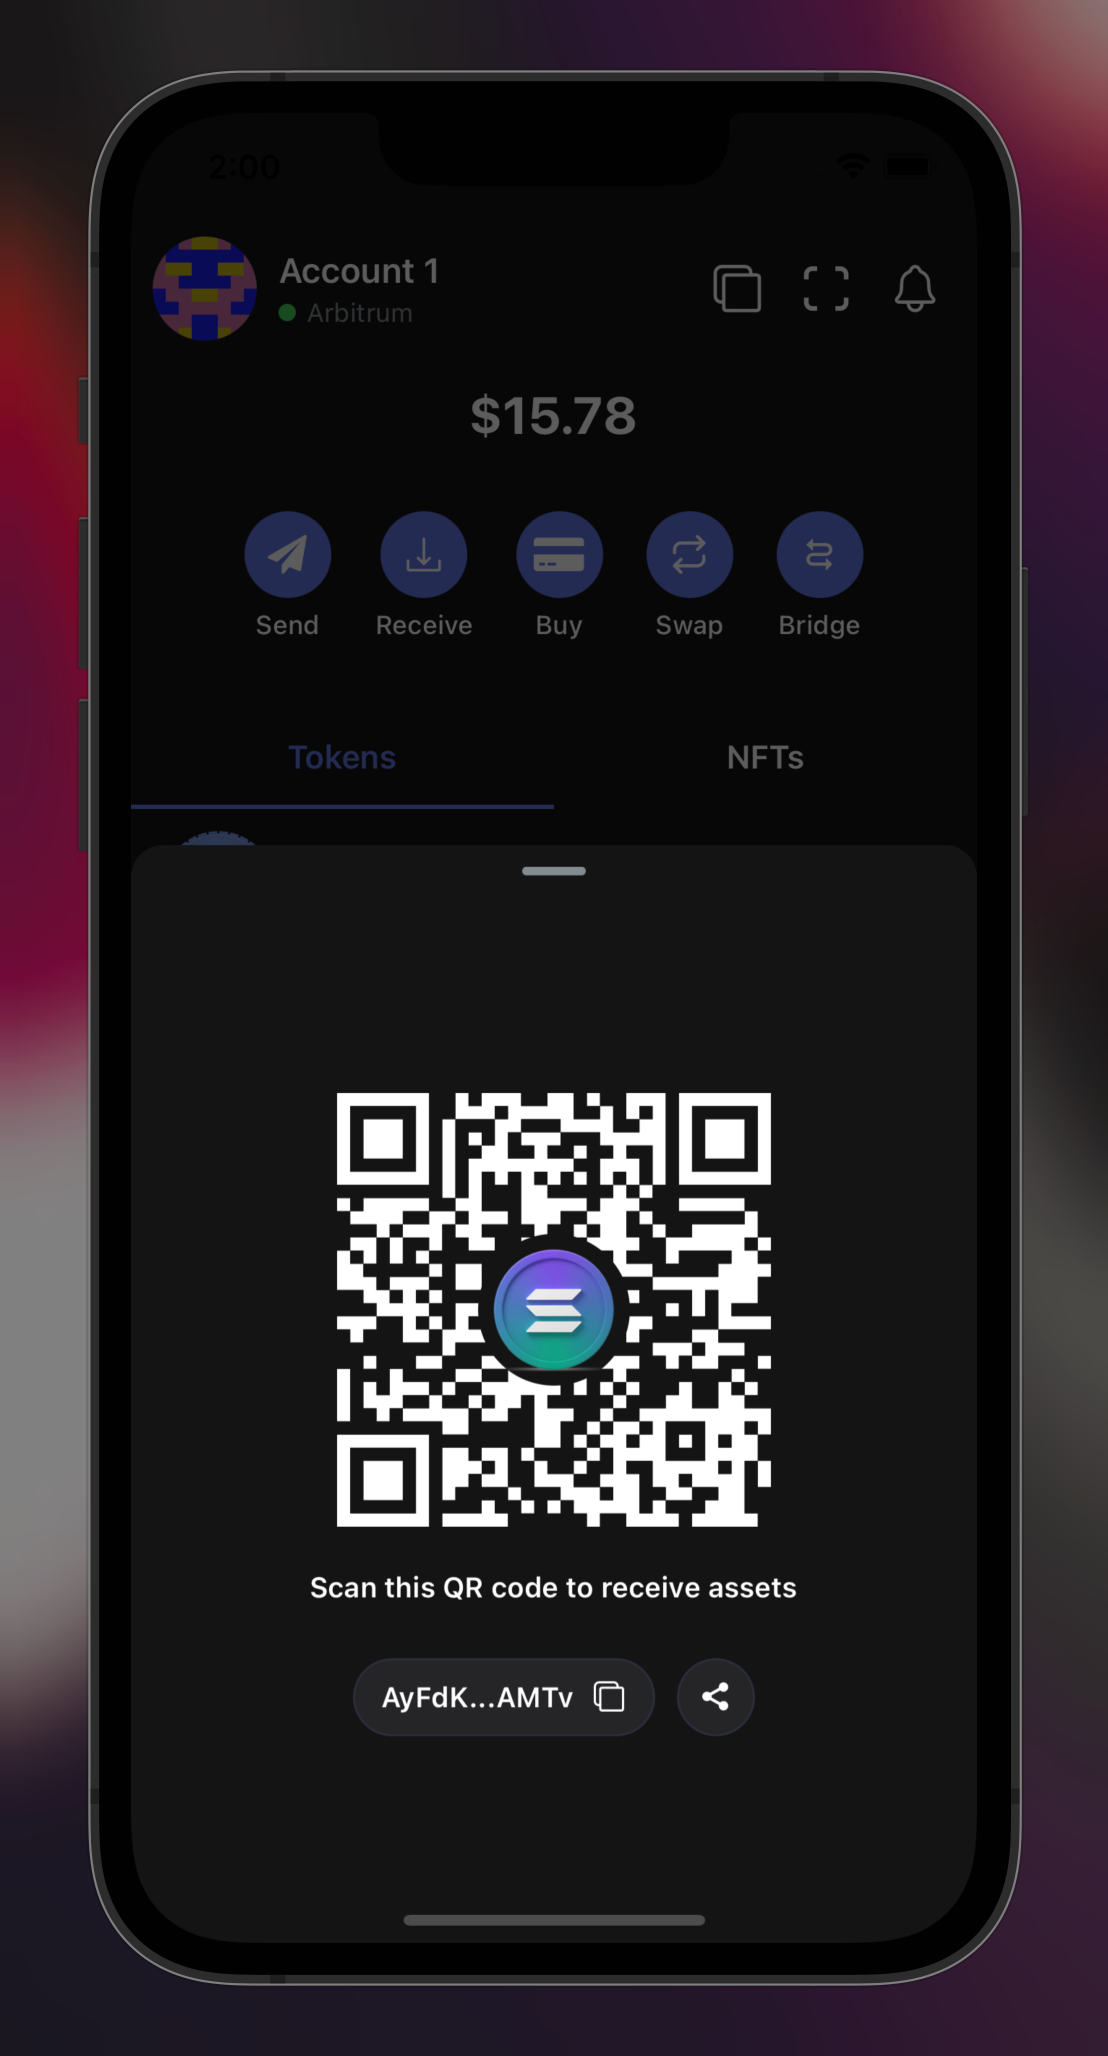 2:00
Account 1
Arbitrum
$15.78
Send
Receive
Buy
Swap
Bridge
Tokens
NFTs
Scan this QR code to receive assets
AyFdK...AMTv